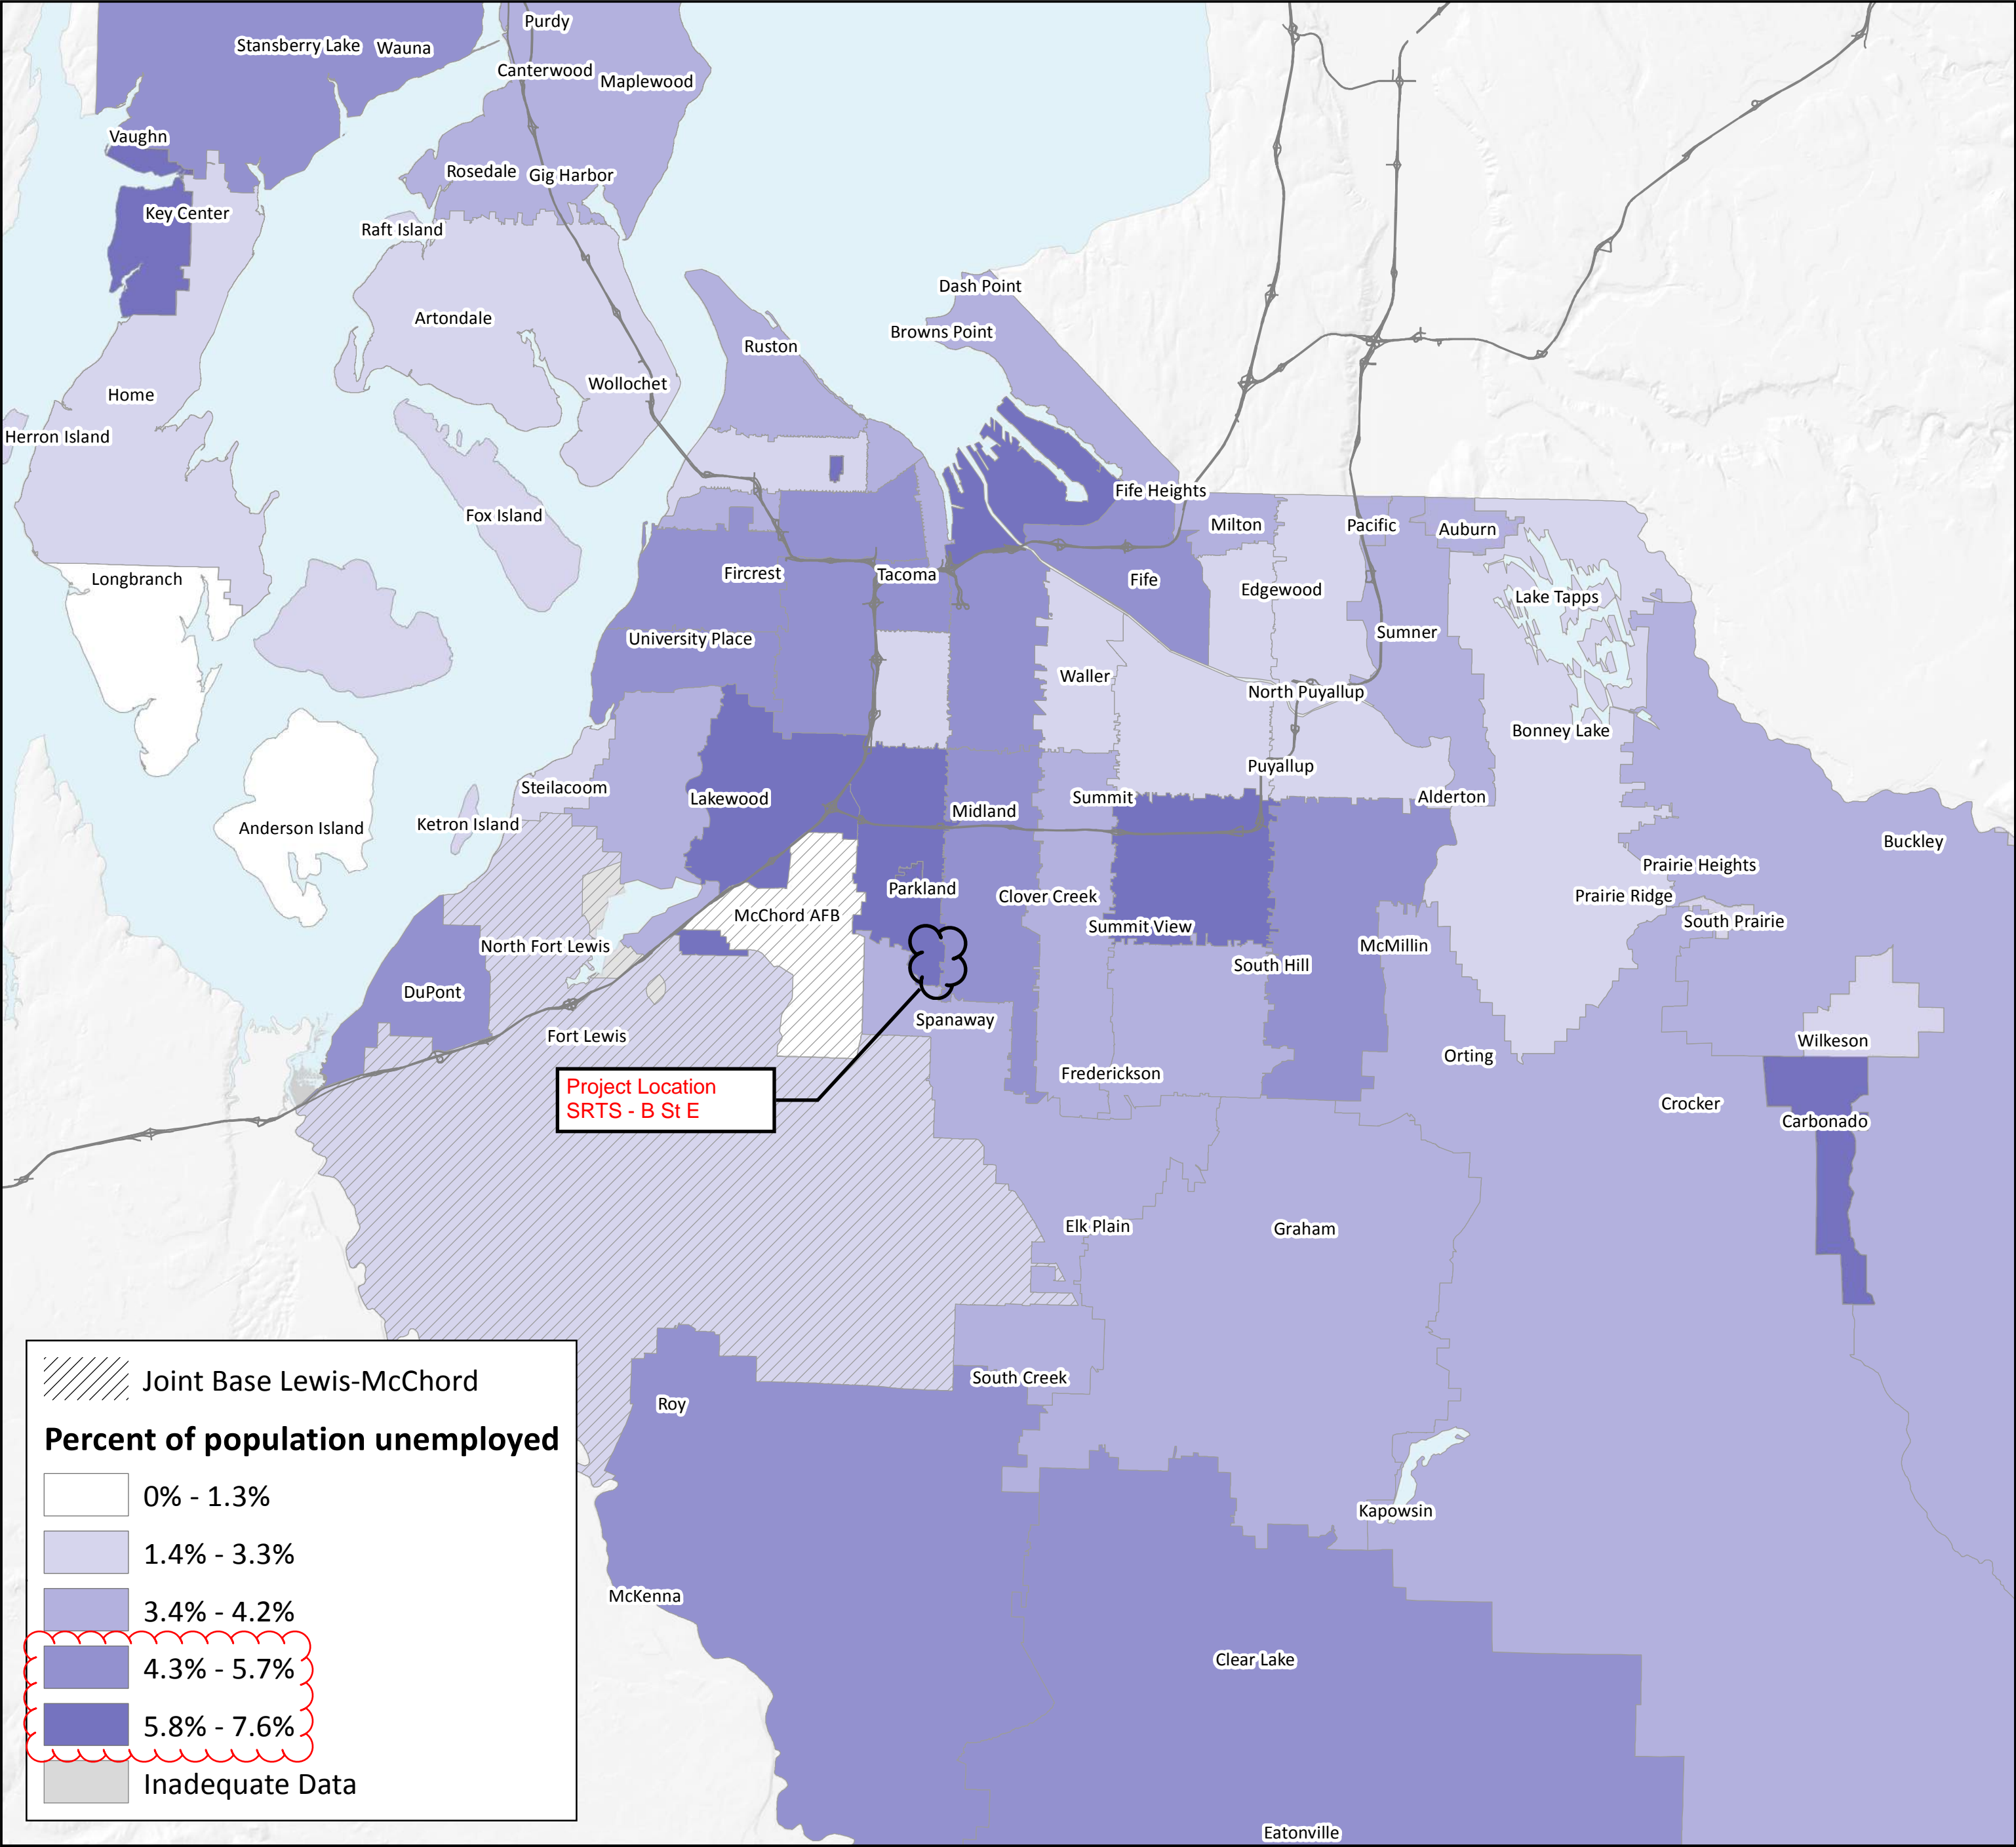 Purdy
Stansberry Lake
Wauna
Canterwood
Maplewood
Vaughn
Rosedale
Gig Harbor
Key Center
Raft Island
Dash Point
Artondale
Browns Point
Ruston
Wollochet
Home
Herron Island
Fife Heights
Fox Island
Milton
Pacific
Auburn
Longbranch
Fircrest
Tacoma
Fife
Edgewood
Lake Tapps
University Place
Sumner
Waller
North Puyallup
Bonney Lake
Puyallup
Steilacoom
Lakewood
Summit
Alderton
Midland
Ketron Island
Anderson Island
Buckley
Prairie Heights
Parkland
Clover Creek
Prairie Ridge
McChord AFB
South Prairie
Summit View
North Fort Lewis
McMillin
South Hill
DuPont
Spanaway
Fort Lewis
Wilkeson
Orting
Frederickson
Project Location
SRTS - B St E
Crocker
Carbonado
Elk Plain
Graham
South Creek
Roy
Kapowsin
McKenna
Clear Lake
Eatonville
Joint Base Lewis-McChord
Percent of population unemployed
0% - 1.3%
1.4% - 3.3%
3.4% - 4.2%
4.3% - 5.7%
5.8% - 7.6%
Inadequate Data